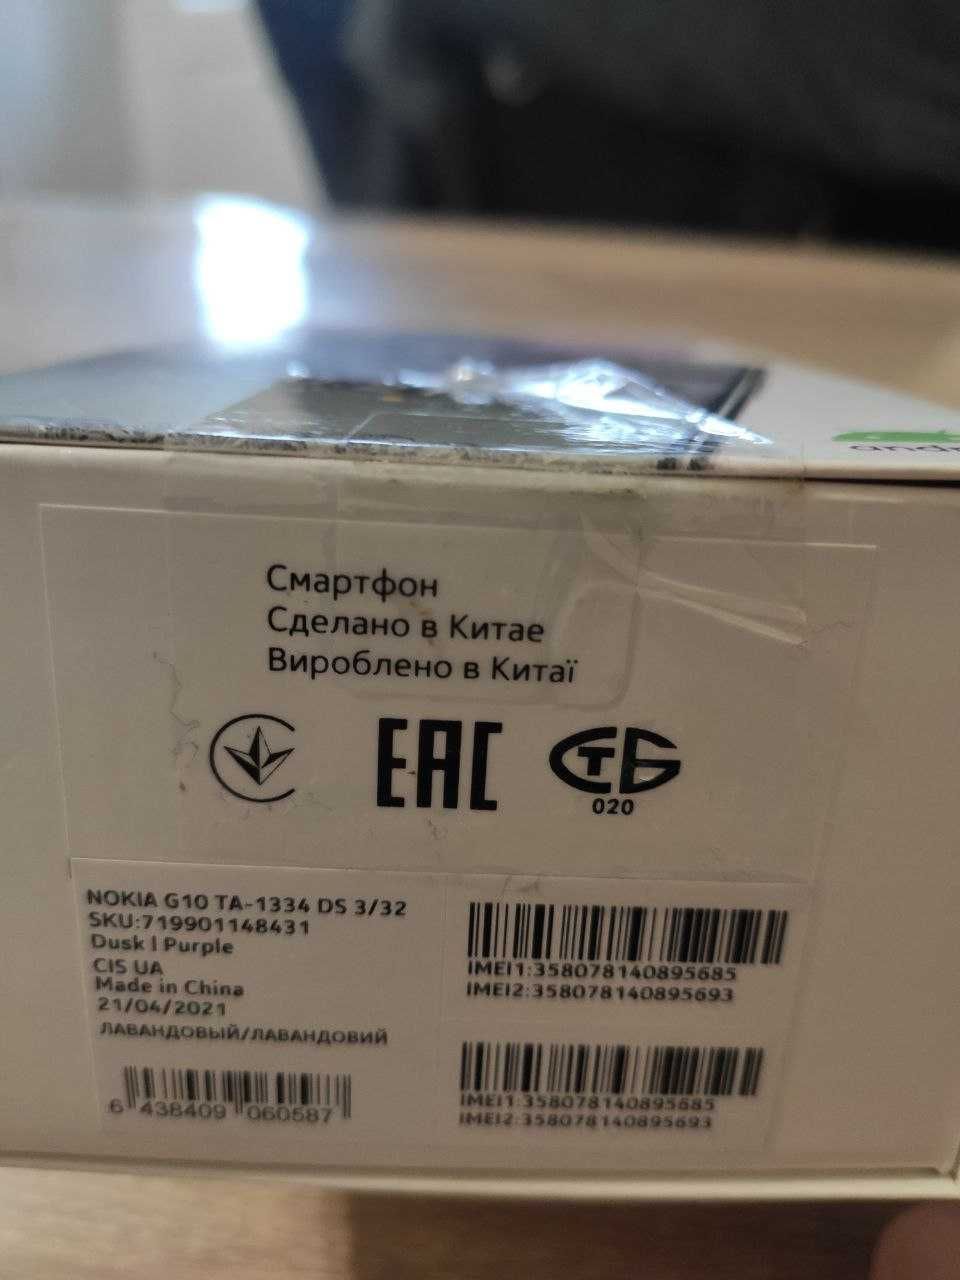 Смартфон
Сделано в Китае
Вироблено в Китаї
EAC
СТБ
020
NOKIA G10 TA-1334 DS 3/32
SKU:719901148431
Dusk | Purple
CIS UA
Made in China
21/04/2021
ЛАВАНДОВЫЙ/ЛАВАНДОВИЙ
6 438409 060587
IMEI1:358078140895685
IMEI2:358078140895693
IMEI1:358078140895685
IMEI2:358078140895693